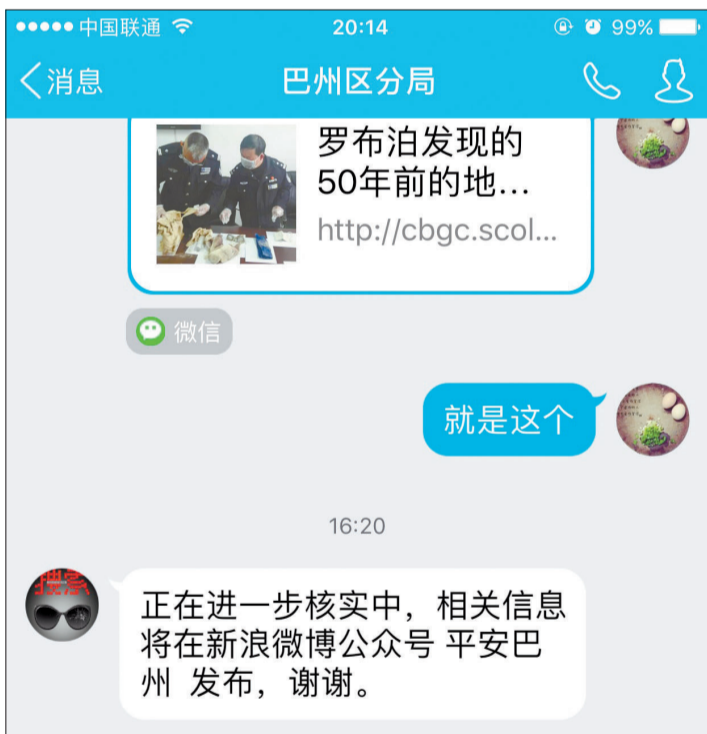 中国联通 20:14 99%
消息 巴州区分局
罗布泊发现的
50年前的地...
http://cbgc.scol...
微信
就是这个
16:20
搜索
正在进一步核实中，相关信息
将在新浪微博公众号 平安巴
州 发布，谢谢。